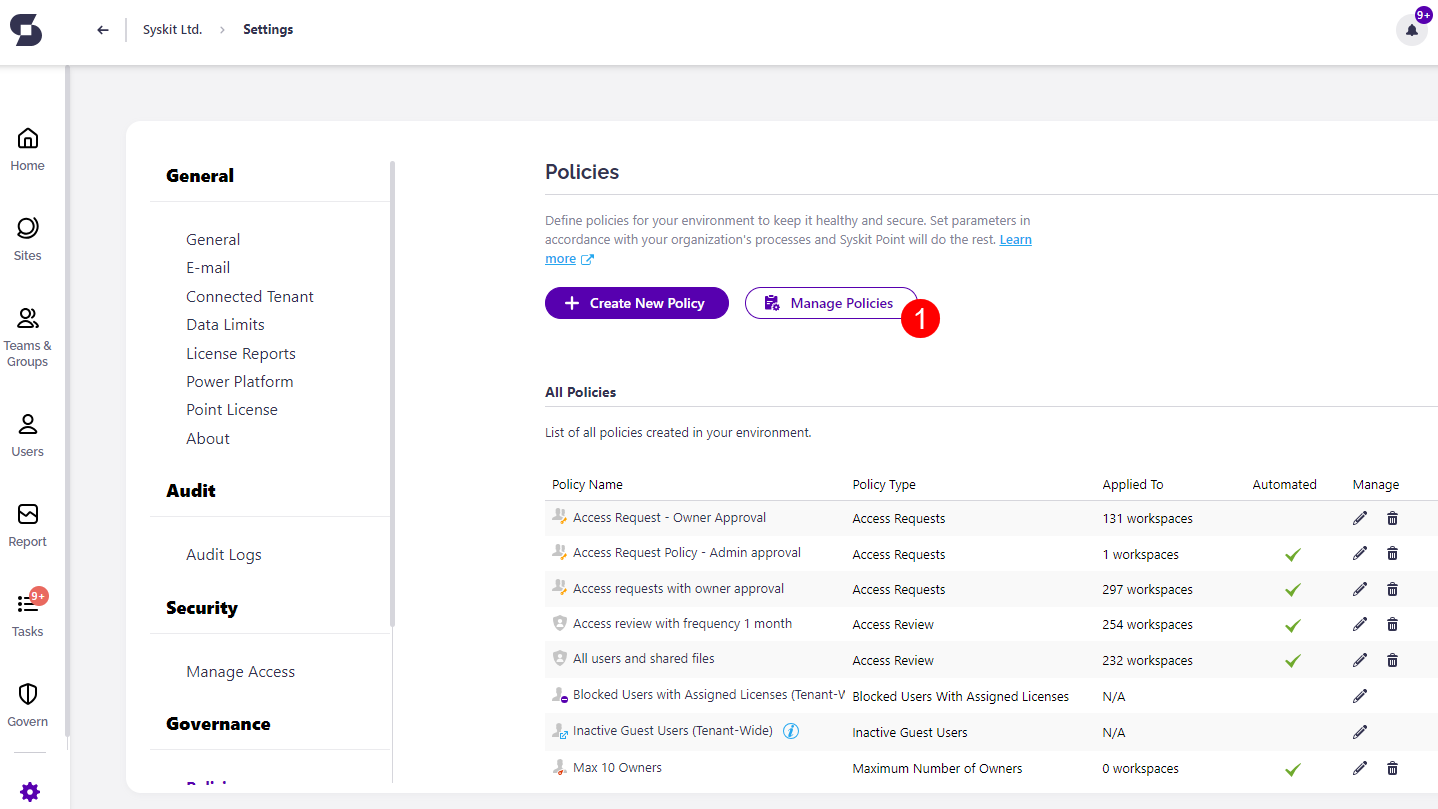 Syskit Ltd.
Settings
9+
Home
Sites
Teams &
Groups
Users
Report
9+
Tasks
Govern
General
General
E-mail
Connected Tenant
Data Limits
License Reports
Power Platform
Point License
About
Audit
Audit Logs
Security
Manage Access
Governance
Policies
Define policies for your environment to keep it healthy and secure. Set parameters in
accordance with your organization's processes and Syskit Point will do the rest. Learn
more
Create New Policy
Manage Policies
1
All Policies
List of all policies created in your environment.
Policy Name Policy Type Applied To Automated Manage
Access Request - Owner Approval Access Requests 131 workspaces
Access Request Policy - Admin approval Access Requests 1 workspaces
Access requests with owner approval Access Requests 297 workspaces
Access review with frequency 1 month Access Review 254 workspaces
All users and shared files Access Review 232 workspaces
Blocked Users with Assigned Licenses (Tenant-W Blocked Users With Assigned Licenses N/A
Inactive Guest Users (Tenant-Wide) Inactive Guest Users N/A
Max 10 Owners Maximum Number of Owners 0 workspaces